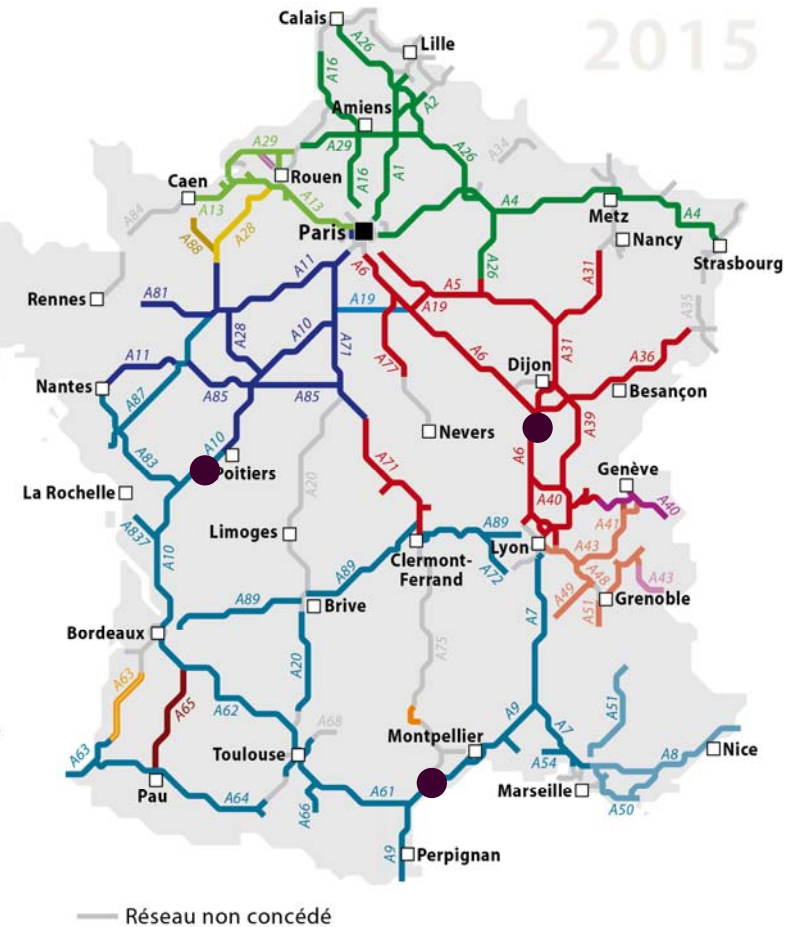 2015
Calais
A26
Lille
A16
A2
Amiens
A29
A29
A26
A34
Rouen
A16
A1
Caen
A13
A13
A4
Metz
A4
A84
A88
A28
Paris
Nancy
Strasbourg
A11
A6
A26
A31
A5
Rennes
A81
A19
A19
A35
A28
A10
A71
A31
A6
A36
A11
A77
Dijon
Nantes
A87
A85
A85
Besançon
A39
Nevers
A10
A6
Poitiers
A83
A71
Genève
La Rochelle
A20
A40
A40
A41
A837
Limoges
A89
Lyon
A43
A10
Clermont-
Ferrand
A72
A48
A43
A89
A49
A51
Grenoble
A89
Brive
A7
Bordeaux
A75
A20
A63
A65
A62
A9
A51
A68
Montpellier
A7
Toulouse
A54
A8
Nice
A63
Marseille
Pau
A64
A66
A61
A50
A9
Perpignan
Réseau non concédé